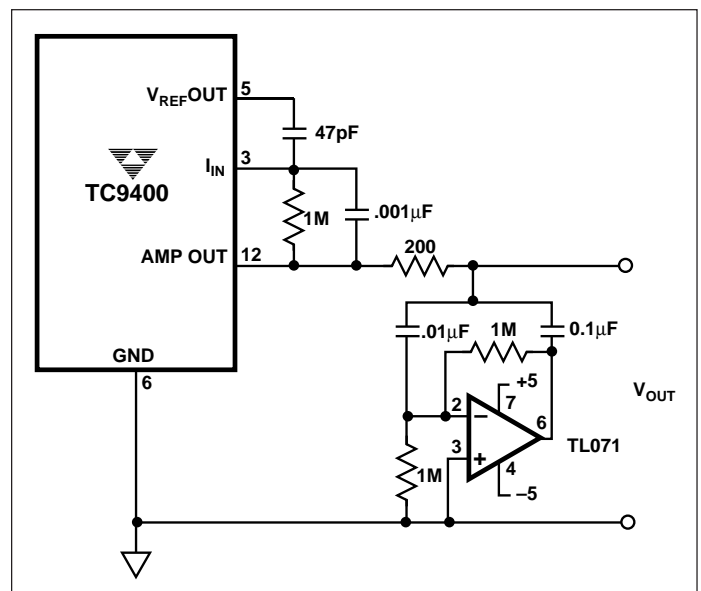 VREFOUT
5
47pF
IIN
3
TC9400
1M
.001μF
AMP OUT
12
200
GND
6
.01μF
1M
0.1μF
+5
7
2
−
6
VOUT
3
+
TL071
4
−5
1M